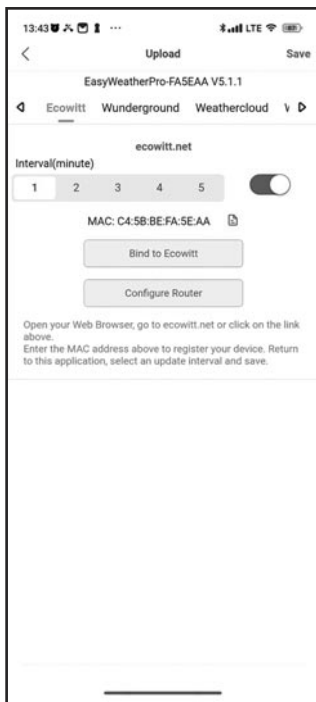 13:43 ··· LTE
Upload Save
EasyWeatherPro-FA5EAA V5.1.1
Ecowitt Wunderground Weathercloud
ecowitt.net
Interval(minute)
1 2 3 4 5
MAC: C4:5B:BE:FA:5E:AA
Bind to Ecowitt
Configure Router
Open your Web Browser, go to ecowitt.net or click on the link
above.
Enter the MAC address above to register your device. Return
to this application, select an update interval and save.